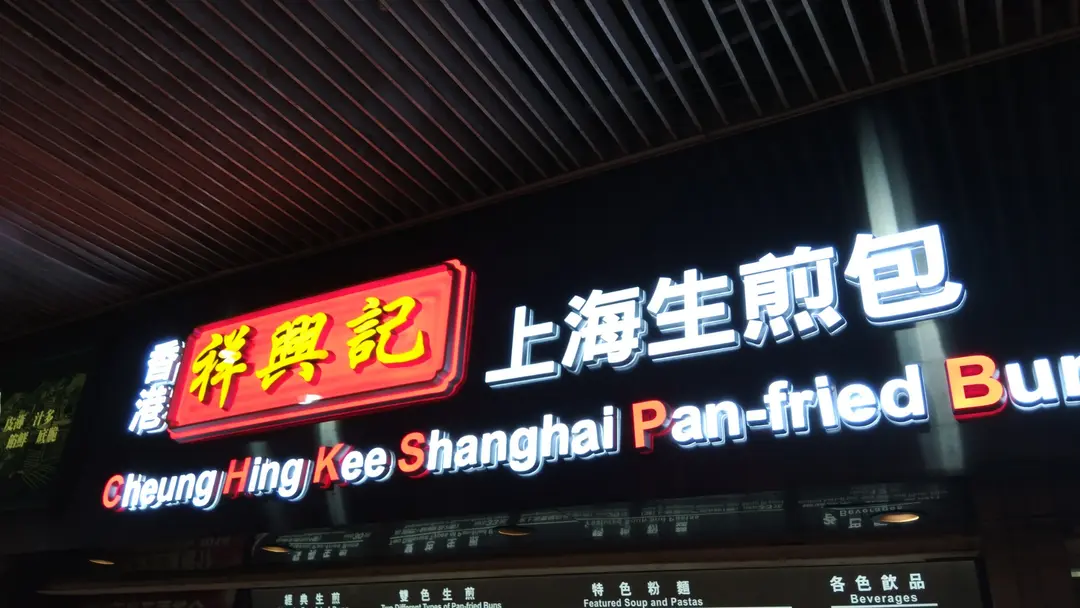 香港
祥興記
上海生煎包
Cheung Hing Kee Shanghai Pan-fried Bun
經典生煎
雙色生煎
Two Different Types of Pan-fried Buns
特色粉麵
Featured Soup and Pastas
各色飲品
Beverages